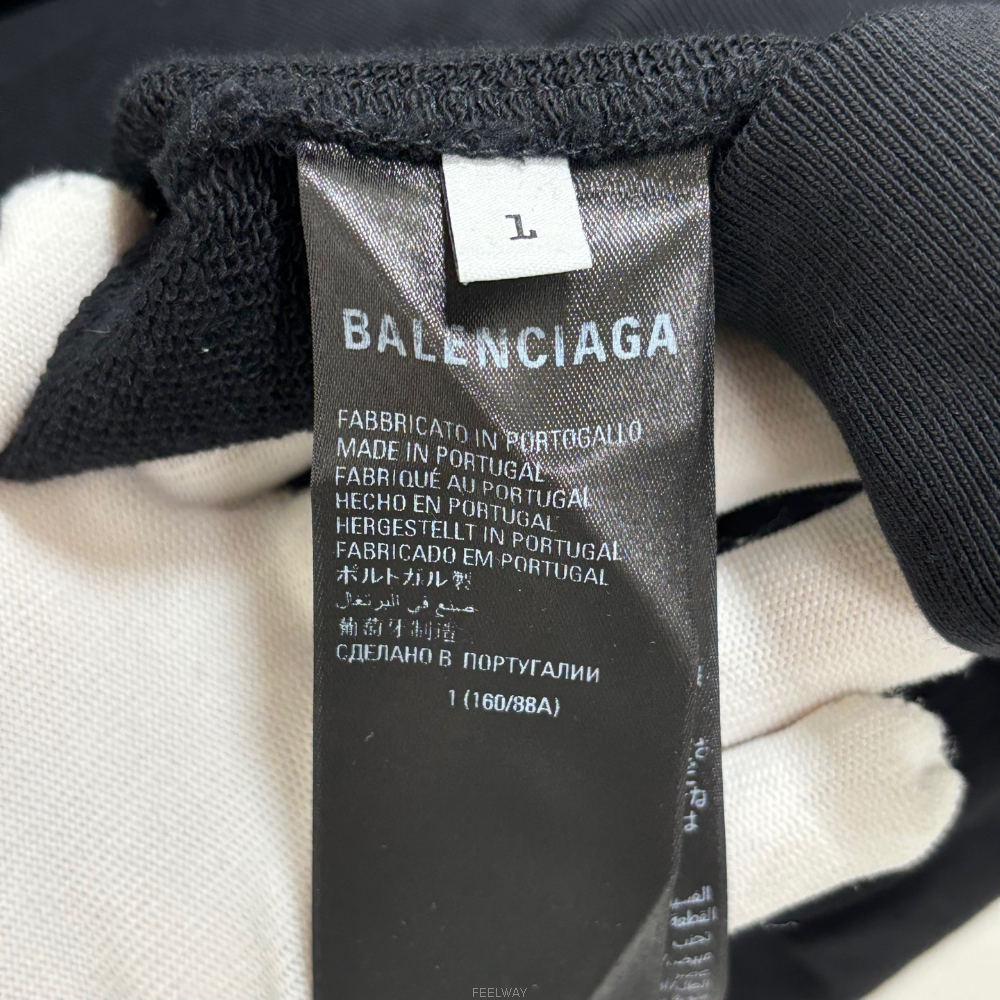 1
BALENCIAGA
FABBRICATO IN PORTOGALLO
MADE IN PORTUGAL
FABRIQUÉ AU PORTUGAL
HECHO EN PORTUGAL
HERGESTELLT IN PORTUGAL
FABRICADO EM PORTUGAL
ポルトガル製
صنع في البرتغال
葡萄牙制造
СДЕЛАНО В ПОРТУГАЛИИ
1 (160/88A)
القطعة
FEELWAY